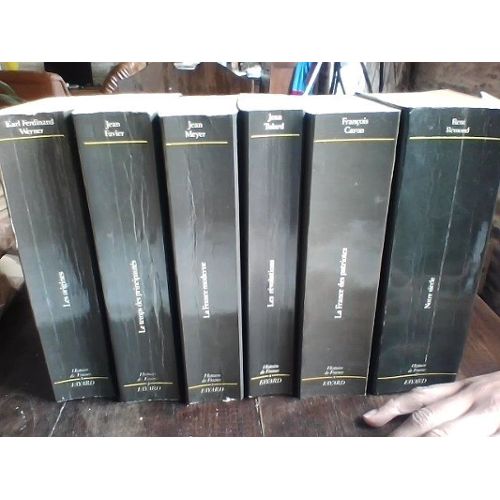 Karl Ferdinand
Werner
Les origines
Histoire
de France
FAYARD
Jean
Favier
Le temps des principautés
Histoire
de France
FAYARD
Jean
Meyer
La France moderne
Histoire
de France
FAYARD
Jean
Tulard
Les révolutions
Histoire
de France
FAYARD
François
Caron
La France des patriotes
Histoire
de France
FAYARD
René
Remond
Notre siècle
Histoire
de France
FAYARD